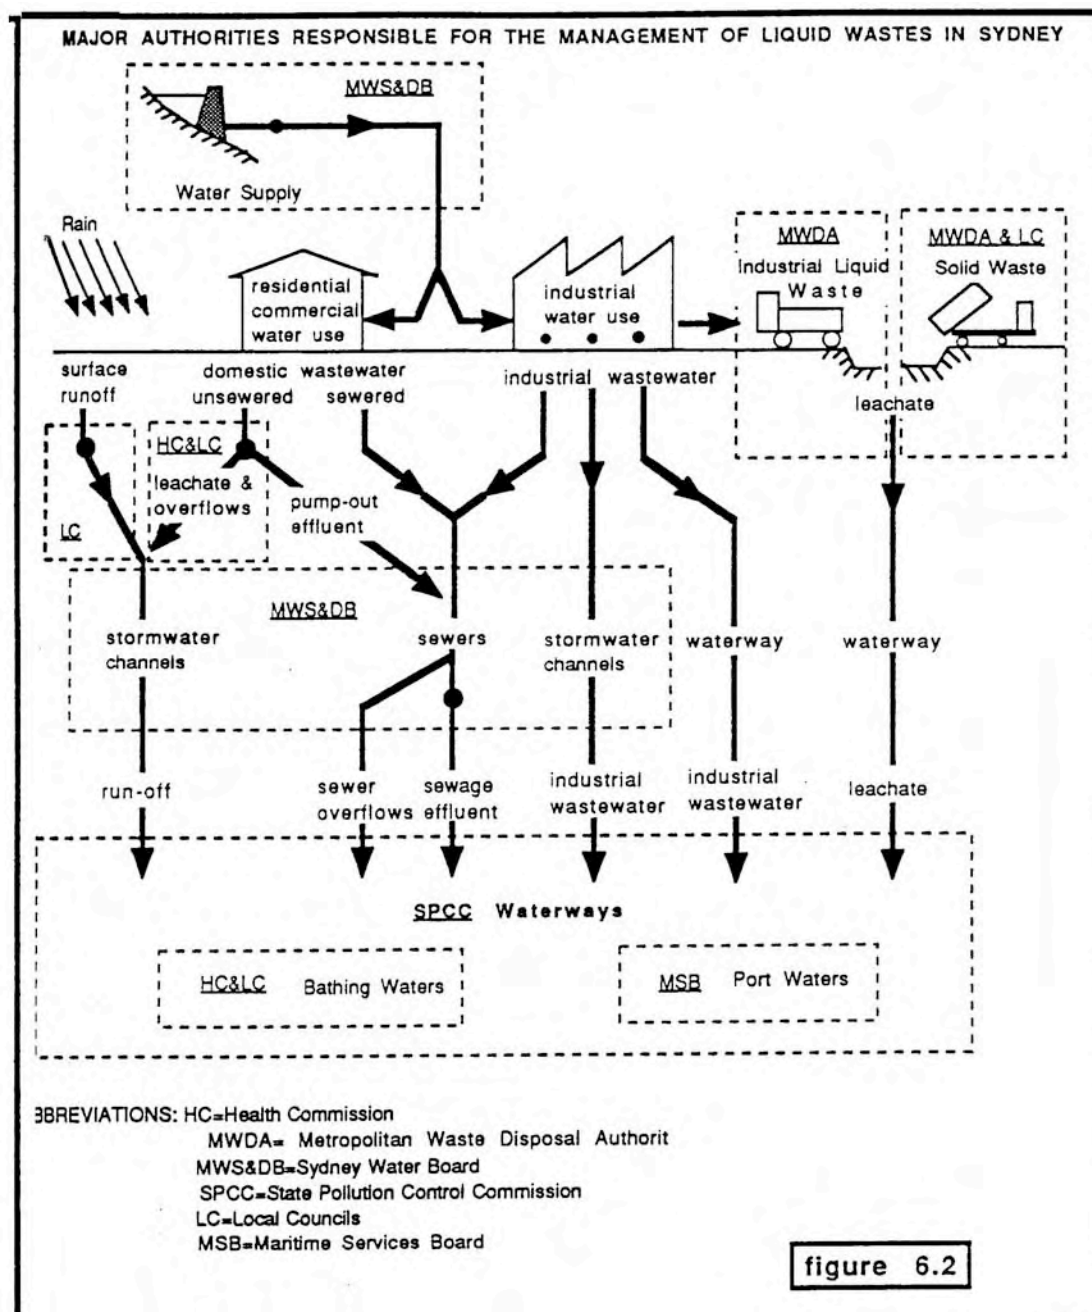 MAJOR AUTHORITIES RESPONSIBLE FOR THE MANAGEMENT OF LIQUID WASTES IN SYDNEY
MWS&DB
Water Supply
Rain
residential
commercial
water use
industrial
water use
MWDA
Industrial Liquid
Waste
MWDA & LC
Solid Waste
surface
runoff
domestic wastewater
unsewered sewered
industrial wastewater
leachate
HC&LC
leachate &
overflows
LC
pump-out
effluent
MWS&DB
stormwater
channels
sewers
stormwater
channels
waterway
waterway
run-off
sewer
overflows
sewage
effluent
industrial
wastewater
industrial
wastewater
leachate
SPCC Waterways
HC&LC Bathing Waters
MSB Port Waters
BBREVIATIONS: HC=Health Commission
MWDA= Metropolitan Waste Disposal Authorit
MWS&DB=Sydney Water Board
SPCC=State Pollution Control Commission
LC=Local Councils
MSB=Maritime Services Board
figure 6.2